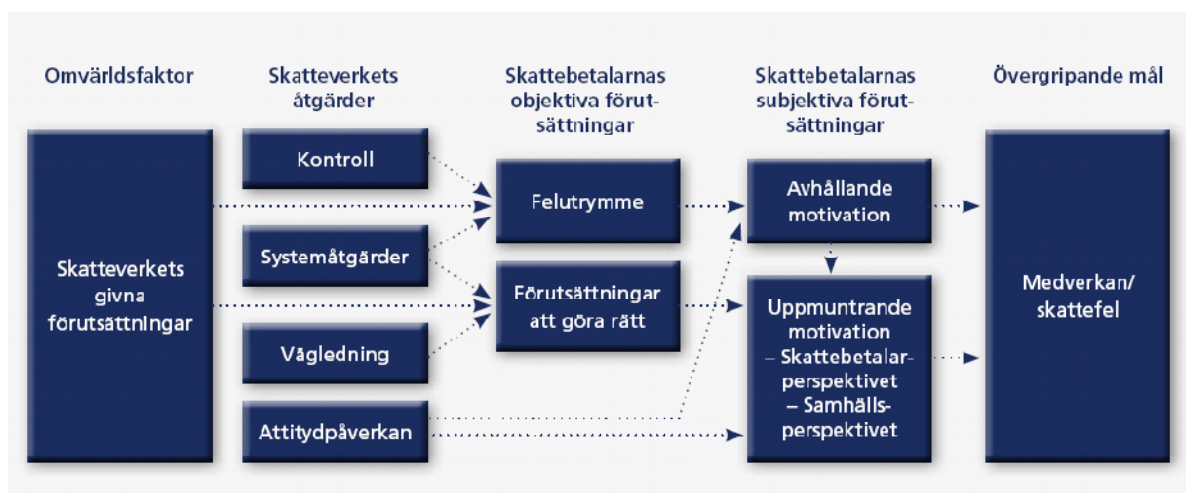 Omvärldsfaktor
Skatteverkets
åtgärder
Skattebetalarnas
objektiva förut-
sättningar
Skattebetalarnas
subjektiva förut-
sättningar
Övergripande mål
Skatteverkets
givna
förutsättningar
Kontroll
Systemåtgärder
Vägledning
Attitydpåverkan
Felutrymme
Förutsättningar
att göra rätt
Avhållande
motivation
Uppmuntrande
motivation
– Skattebetalar-
perspektivet
– Samhälls-
perspektivet
Medverkan/
skattefel